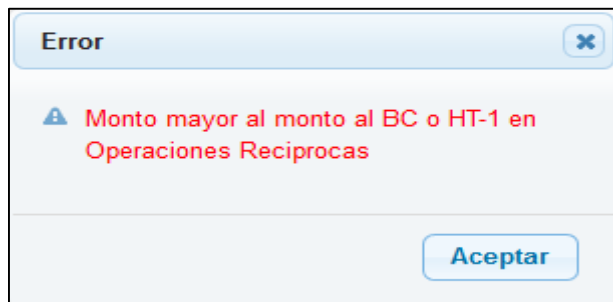 Error
Monto mayor al monto al BC o HT-1 en
Operaciones Reciprocas
Aceptar